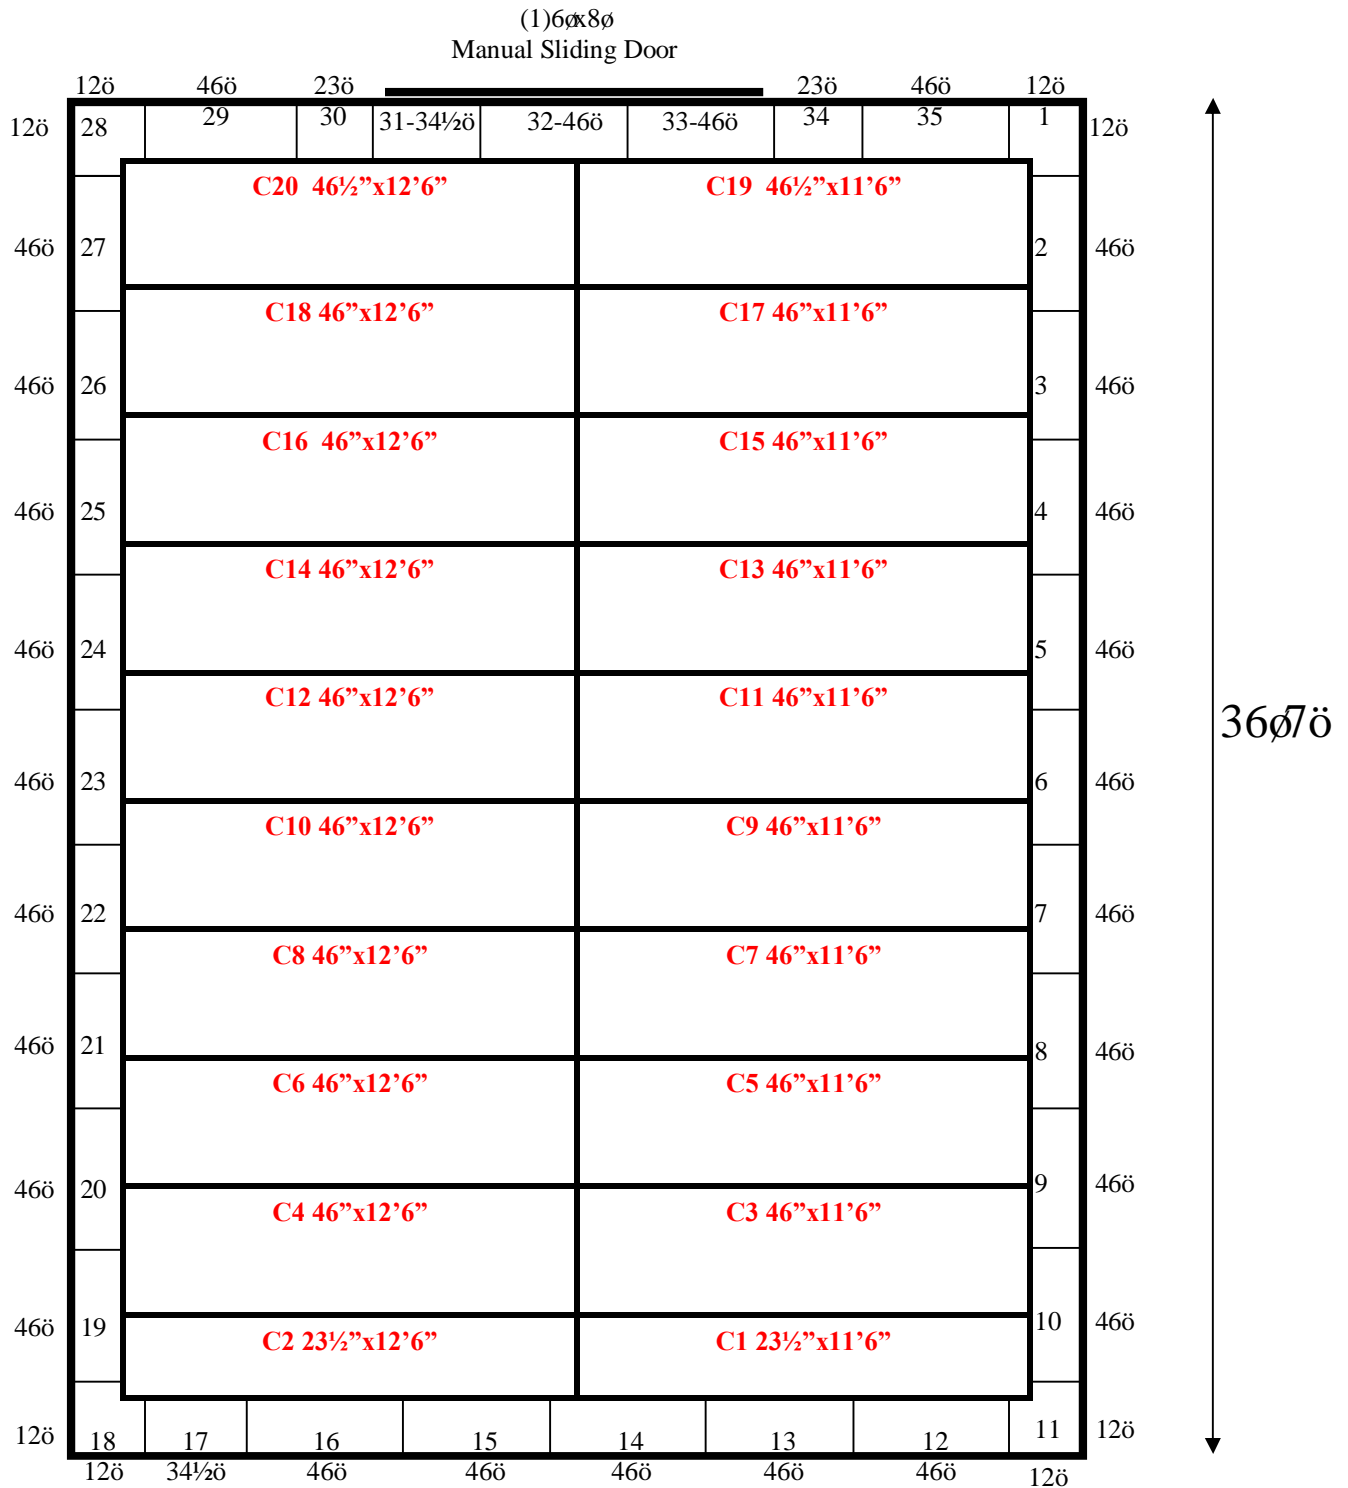 (1)6øx8ø
Manual Sliding Door
12ö 46ö 23ö 23ö 46ö 12ö
12ö 28 29 30 31-34½ö 32-46ö 33-46ö 34 35 1 12ö
C20 46½”x12’6” C19 46½”x11’6”
46ö 27 2 46ö
C18 46”x12’6” C17 46”x11’6”
46ö 26 3 46ö
C16 46”x12’6” C15 46”x11’6”
46ö 25 4 46ö
C14 46”x12’6” C13 46”x11’6”
46ö 24 5 46ö
C12 46”x12’6” C11 46”x11’6”
36ø7ö
46ö 23 6 46ö
C10 46”x12’6” C9 46”x11’6”
46ö 22 7 46ö
C8 46”x12’6” C7 46”x11’6”
46ö 21 8 46ö
C6 46”x12’6” C5 46”x11’6”
46ö 20 9 46ö
C4 46”x12’6” C3 46”x11’6”
46ö 19 10 46ö
C2 23½”x12’6” C1 23½”x11’6”
12ö 18 17 16 15 14 13 12 11 12ö
12ö 34½ö 46ö 46ö 46ö 46ö 46ö 12ö